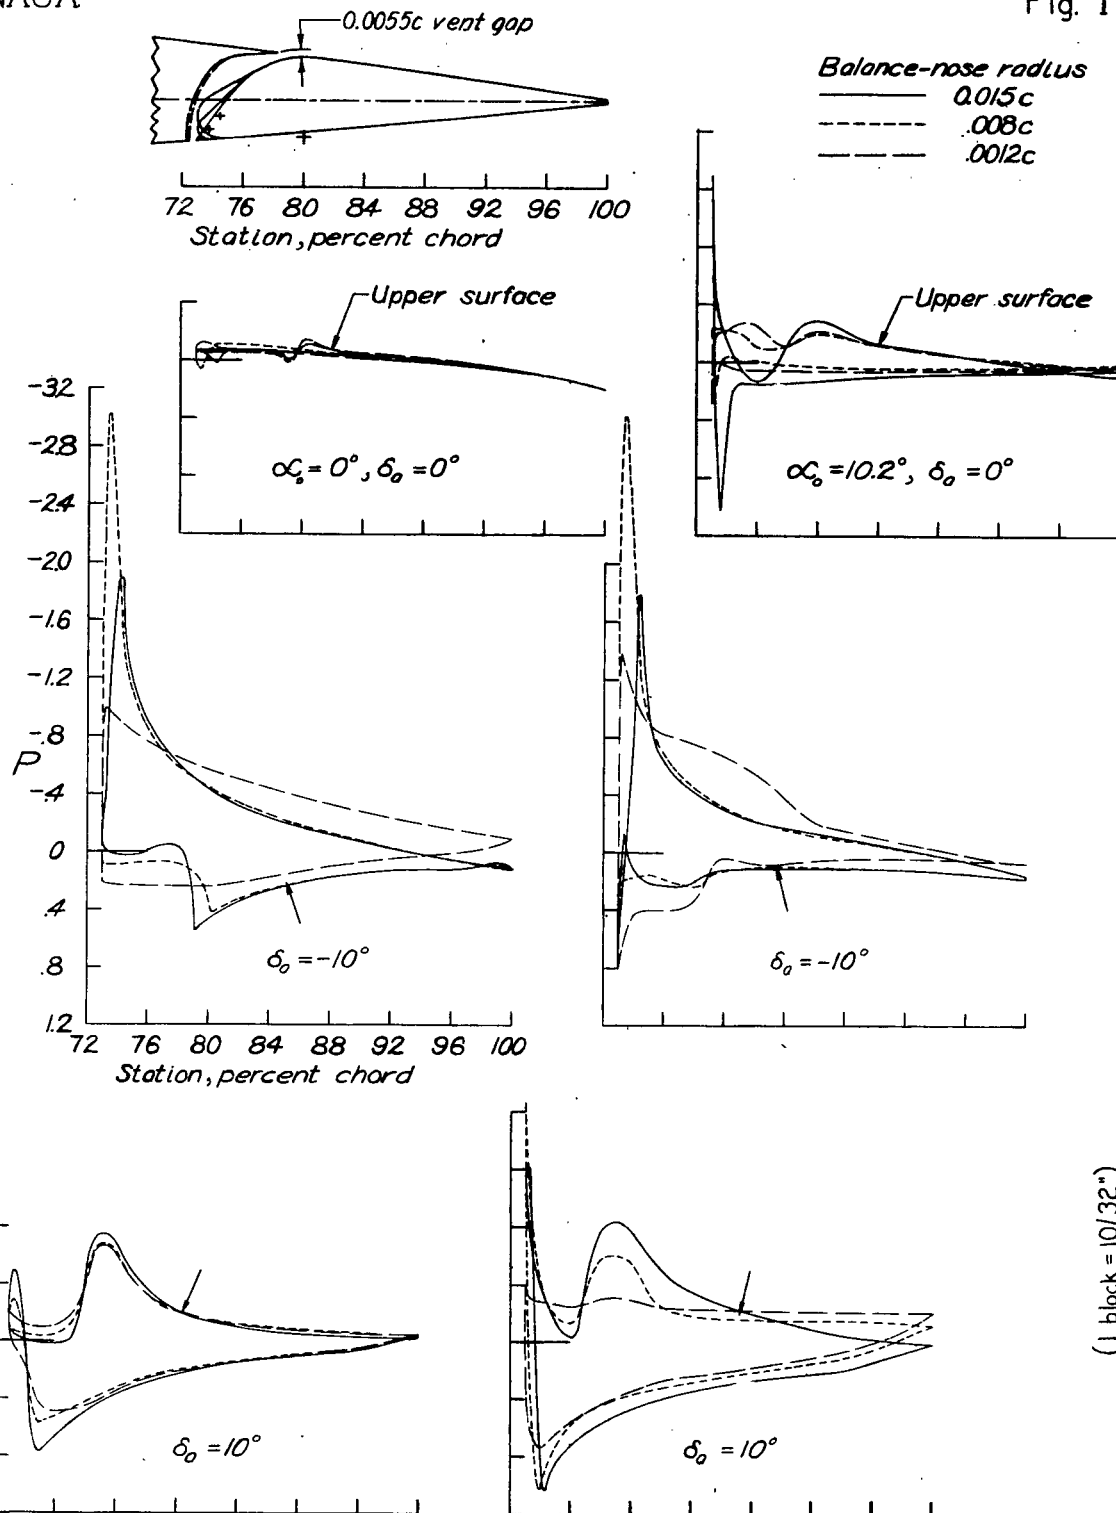 NACA
Fig. 1
0.0055c vent gap
Balance-nose radius
0.015c
.008c
.0012c
72 76 80 84 88 92 96 100
Station, percent chord
Upper surface
Upper surface
α₀ = 0°, δₐ = 0°
α₀ = 10.2°, δₐ = 0°
-3.2
-2.8
-2.4
-2.0
-1.6
-1.2
-.8
P
-.4
0
.4
.8
1.2
δₐ = -10°
δₐ = -10°
72 76 80 84 88 92 96 100
Station, percent chord
(1 block = 10/32")
δₐ = 10°
δₐ = 10°